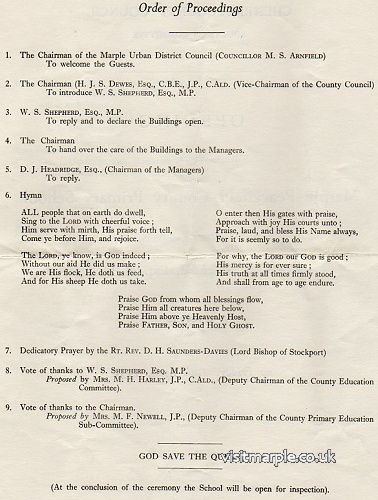 Order of Proceedings
1. The Chairman of the Marple Urban District Council (COUNCILLOR M. S. ARNFIELD)
To welcome the Guests.
2. The Chairman (H. J. S. DEWES, ESQ., C.B.E., J.P., C.ALD. (Vice-Chairman of the County Council)
To introduce W. S. SHEPHERD, ESQ., M.P.
3. W. S. SHEPHERD, ESQ., M.P.
To reply and to declare the Buildings open.
4. The Chairman
To hand over the care of the Buildings to the Managers.
5. D. J. HEADRIDGE, ESQ., (Chairman of the Managers)
To reply.
6. Hymn
ALL people that on earth do dwell,
Sing to the LORD with cheerful voice;
Him serve with mirth, His praise forth tell,
Come ye before Him, and rejoice.
The LORD, ye know, is GOD indeed;
Without our aid He did us make;
We are His flock, He doth us feed,
And for His sheep He doth us take.
O enter then His gates with praise,
Approach with joy His courts unto;
Praise, laud, and bless His Name always,
For it is seemly so to do.
For why, the LORD our GOD is good;
His mercy is for ever sure;
His truth at all times firmly stood,
And shall from age to age endure.
Praise GOD from whom all blessings flow,
Praise Him all creatures here below,
Praise Him above ye Heavenly Host,
Praise FATHER, SON, and HOLY GHOST.
7. Dedicatory Prayer by the RT. REV. D. H. SAUNDERS-DAVIES (Lord Bishop of Stockport)
8. Vote of thanks to W. S. SHEPHERD, ESQ. M.P.
Proposed by MRS. M. H. HARLEY, J.P., C.ALD., (Deputy Chairman of the County Education
Committee).
9. Vote of thanks to the Chairman.
Proposed by MRS. M. F. NEWELL, J.P., (Deputy Chairman of the County Primary Education
Sub-Committee).
GOD SAVE THE QUEEN
visitmarple.co.uk
(At the conclusion of the ceremony the School will be open for inspection).